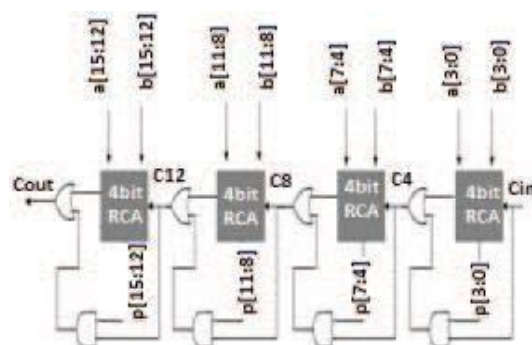 a[15:12]
b[15:12]
a[11:8]
b[11:8]
a[7:4]
b[7:4]
a[3:0]
b[3:0]
Cout
4bit
RCA
C12
4bit
RCA
C8
4bit
RCA
C4
4bit
RCA
Cin
p[15:12]
p[11:8]
p[7:4]
p[3:0]